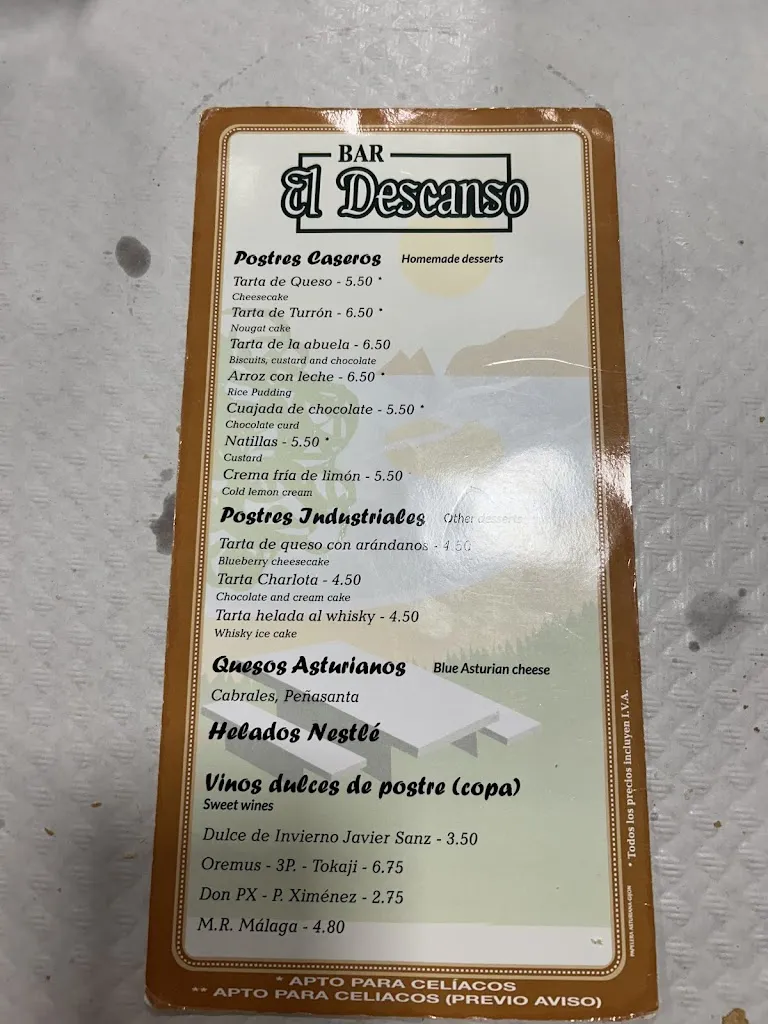 BAR
El Descanso
Postres Caseros Homemade desserts
Tarta de Queso - 5.50 *
Cheesecake
Tarta de Turrón - 6.50 *
Nougat cake
Tarta de la abuela - 6.50
Biscuits, custard and chocolate
Arroz con leche - 6.50 *
Rice Pudding
Cuajada de chocolate - 5.50 *
Chocolate curd
Natillas - 5.50 *
Custard
Crema fría de limón - 5.50
Cold lemon cream
Postres Industriales Other desserts
Tarta de queso con arándanos - 4.50
Blueberry cheesecake
Tarta Charlota - 4.50
Chocolate and cream cake
Tarta helada al whisky - 4.50
Whisky ice cake
Quesos Asturianos Blue Asturian cheese
Cabrales, Peñasanta
Helados Nestlé
Vinos dulces de postre (copa)
Sweet wines
Dulce de Invierno Javier Sanz - 3.50
Oremus - 3P. - Tokaji - 6.75
Don PX - P. Ximénez - 2.75
M.R. Málaga - 4.80
* APTO PARA CELÍACOS
** APTO PARA CELIACOS (PREVIO AVISO)
• Todos los precios incluyen I.V.A.
PAPELERA ASTURIANA-GIJON